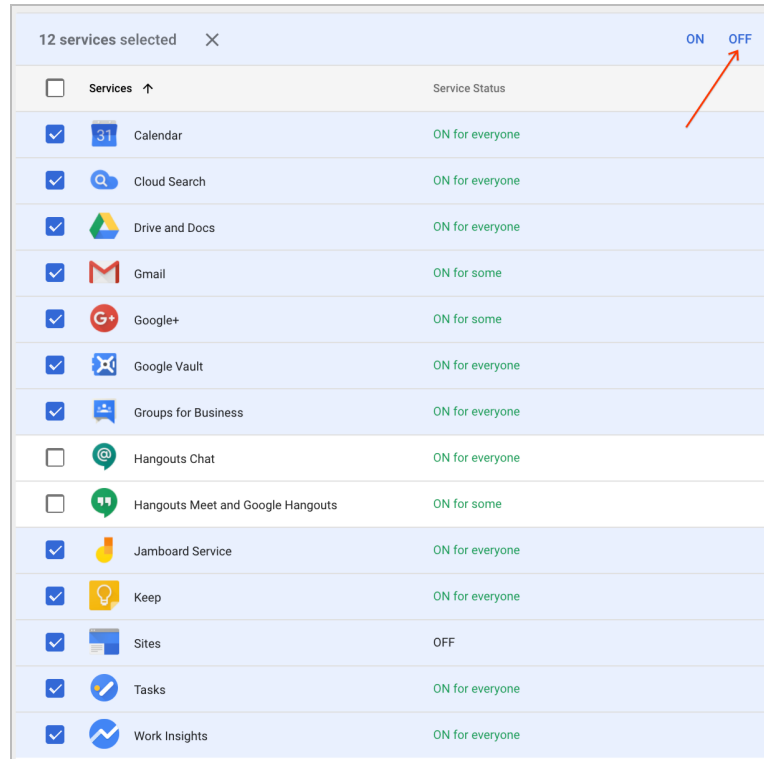 12 services selected ON OFF
Services Service Status
31 Calendar ON for everyone
Cloud Search ON for everyone
Drive and Docs ON for everyone
Gmail ON for some
G+ Google+ ON for some
Google Vault ON for everyone
Groups for Business ON for everyone
@ Hangouts Chat ON for everyone
Hangouts Meet and Google Hangouts ON for some
Jamboard Service ON for everyone
Keep ON for everyone
Sites OFF
Tasks ON for everyone
Work Insights ON for everyone